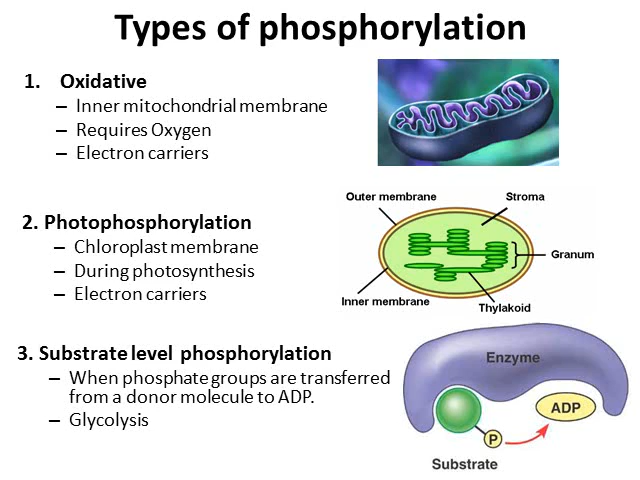 Types of phosphorylation
1. Oxidative
– Inner mitochondrial membrane
– Requires Oxygen
– Electron carriers
Outer membrane
Stroma
Granum
Inner membrane
Thylakoid
2. Photophosphorylation
– Chloroplast membrane
– During photosynthesis
– Electron carriers
3. Substrate level phosphorylation
– When phosphate groups are transferred
from a donor molecule to ADP.
– Glycolysis
Enzyme
ADP
P
Substrate